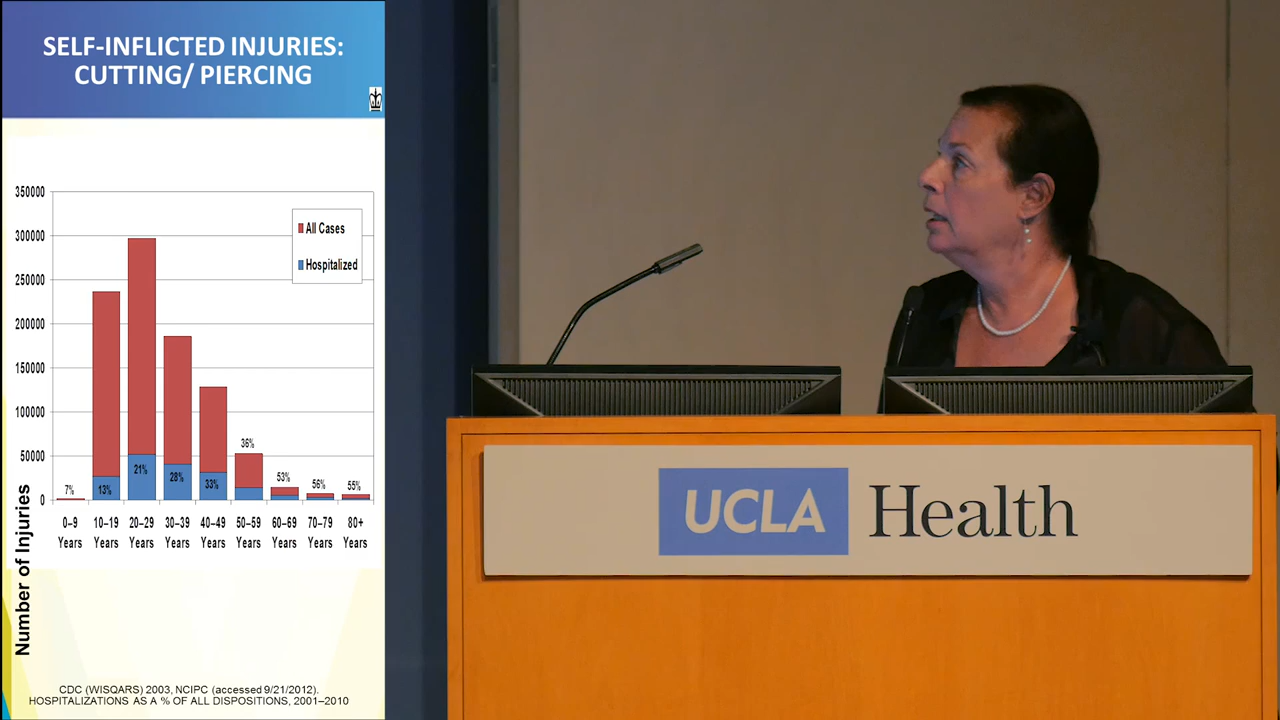 SELF-INFLICTED INJURIES:
CUTTING/ PIERCING
350000
300000
250000
200000
150000
100000
50000
0
All Cases
Hospitalized
7%
13%
21%
28%
33%
36%
53%
56%
55%
0–9
Years
10–19
Years
20–29
Years
30–39
Years
40–49
Years
50–59
Years
60–69
Years
70–79
Years
80+
Years
Number of Injuries
CDC (WISQARS) 2003, NCIPC (accessed 9/21/2012).
HOSPITALIZATIONS AS A % OF ALL DISPOSITIONS, 2001–2010
UCLA Health